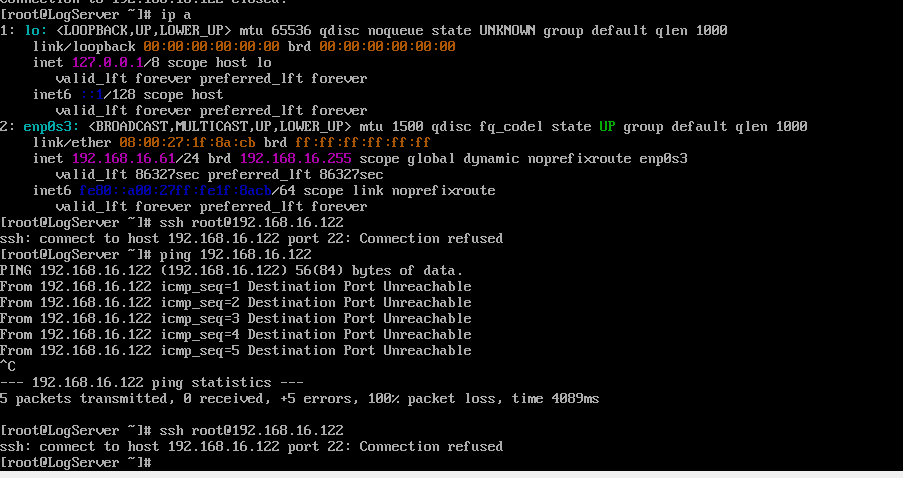 [root@LogServer ~]# ip a
1: lo: <LOOPBACK,UP,LOWER_UP> mtu 65536 qdisc noqueue state UNKNOWN group default qlen 1000
    link/loopback 00:00:00:00:00:00 brd 00:00:00:00:00:00
    inet 127.0.0.1/8 scope host lo
       valid_lft forever preferred_lft forever
    inet6 ::1/128 scope host
       valid_lft forever preferred_lft forever
2: enp0s3: <BROADCAST,MULTICAST,UP,LOWER_UP> mtu 1500 qdisc fq_codel state UP group default qlen 1000
    link/ether 08:00:27:1f:8a:cb brd ff:ff:ff:ff:ff:ff
    inet 192.168.16.61/24 brd 192.168.16.255 scope global dynamic noprefixroute enp0s3
       valid_lft 86327sec preferred_lft 86327sec
    inet6 fe80::a00:27ff:fe1f:8acb/64 scope link noprefixroute
       valid_lft forever preferred_lft forever
[root@LogServer ~]# ssh root@192.168.16.122
ssh: connect to host 192.168.16.122 port 22: Connection refused
[root@LogServer ~]# ping 192.168.16.122
PING 192.168.16.122 (192.168.16.122) 56(84) bytes of data.
From 192.168.16.122 icmp_seq=1 Destination Port Unreachable
From 192.168.16.122 icmp_seq=2 Destination Port Unreachable
From 192.168.16.122 icmp_seq=3 Destination Port Unreachable
From 192.168.16.122 icmp_seq=4 Destination Port Unreachable
From 192.168.16.122 icmp_seq=5 Destination Port Unreachable
^C
--- 192.168.16.122 ping statistics ---
5 packets transmitted, 0 received, +5 errors, 100% packet loss, time 4089ms

[root@LogServer ~]# ssh root@192.168.16.122
ssh: connect to host 192.168.16.122 port 22: Connection refused
[root@LogServer ~]#